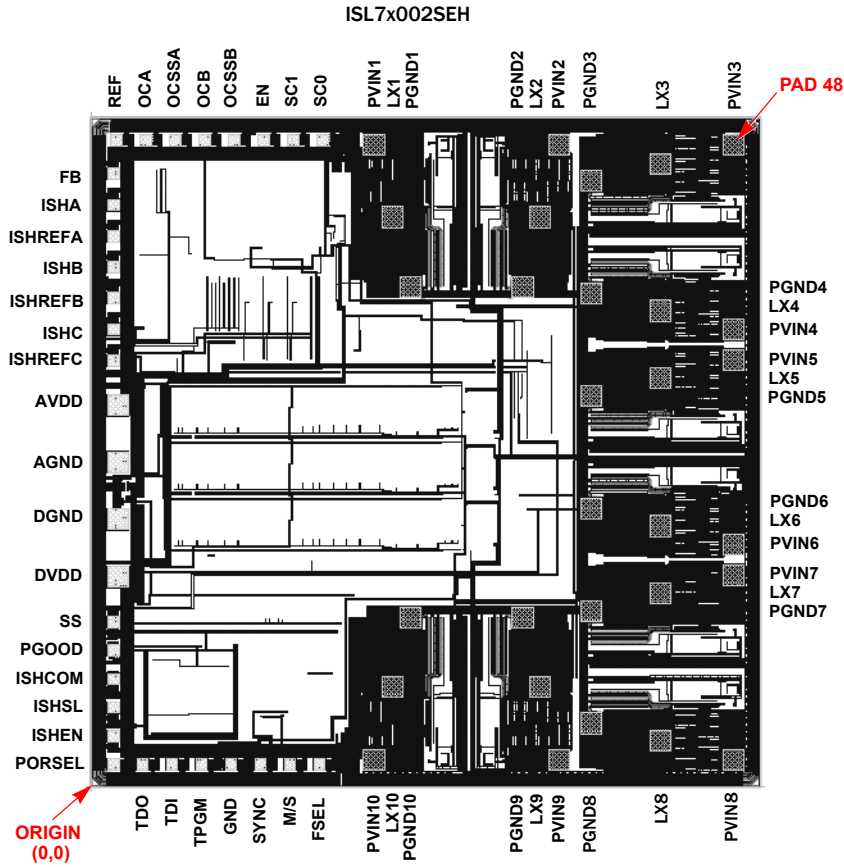 ISL7x002SEH
REF
OCA
OCSSA
OCB
OCSSB
EN
SC1
SC0
PVIN1
LX1
PGND1
PGND2
LX2
PVIN2
PGND3
LX3
PVIN3
PAD 48
FB
ISHA
ISHREFA
ISHB
ISHREFB
ISHC
ISHREFC
AVDD
AGND
DGND
DVDD
SS
PGOOD
ISHCOM
ISHSL
ISHEN
PORSEL
PGND4
LX4
PVIN4
PVIN5
LX5
PGND5
PGND6
LX6
PVIN6
PVIN7
LX7
PGND7
ORIGIN
(0,0)
TDO
TDI
TPGM
GND
SYNC
M/S
FSEL
PVIN10
LX10
PGND10
PGND9
LX9
PVIN9
PGND8
LX8
PVIN8